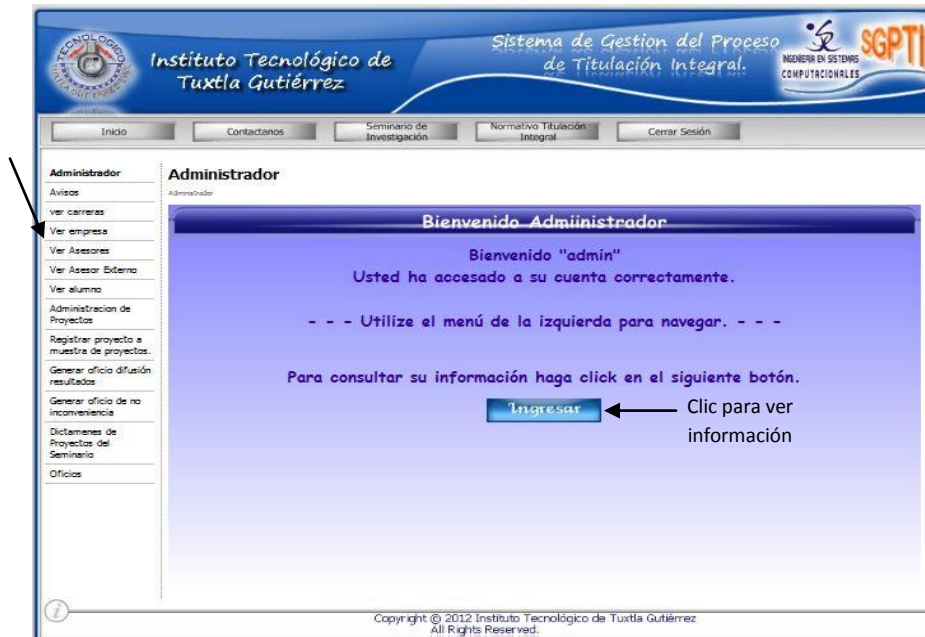 Instituto Tecnológico de
Tuxtla Gutiérrez
Sistema de Gestion del Proceso
de Titulación Integral.
INGENIERIA EN SISTEMAS
COMPUTACIONALES
SGPTI
Inicio
Contactanos
Seminario de
Investigación
Normativo Titulación
Integral
Cerrar Sesión
Administrador
Avisos
ver carreras
Ver empresa
Ver Asesores
Ver Asesor Externo
Ver alumno
Administracion de
Proyectos
Registrar proyecto a
muestra de proyectos.
Generar oficio difusión
resultados
Generar oficio de no
inconveniencia
Dictamenes de
Proyectos del
Seminario
Oficios
Administrador
Administrador
Bienvenido Admiinistrador
Bienvenido "admin"
Usted ha accesado a su cuenta correctamente.
- - - Utilize el menú de la izquierda para navegar. - - -
Para consultar su información haga click en el siguiente botón.
Ingresar
Clic para ver
información
Copyright © 2012 Instituto Tecnológico de Tuxtla Gutiérrez
All Rights Reserved.